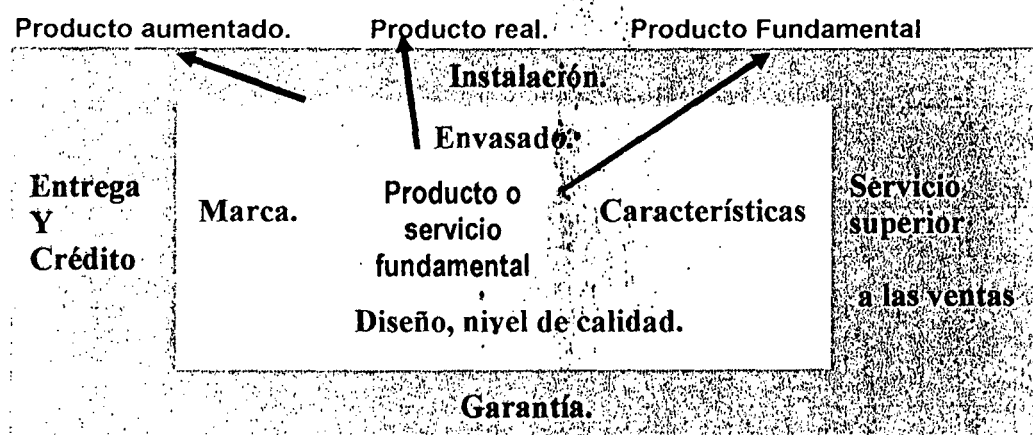 Producto aumentado. Producto real. Producto Fundamental
Instalación.
Envasado.
Entrega
Y
Crédito
Marca.
Producto o
servicio
fundamental
Características
Servicio
superior
a las ventas
Diseño, nivel de calidad.
Garantía.